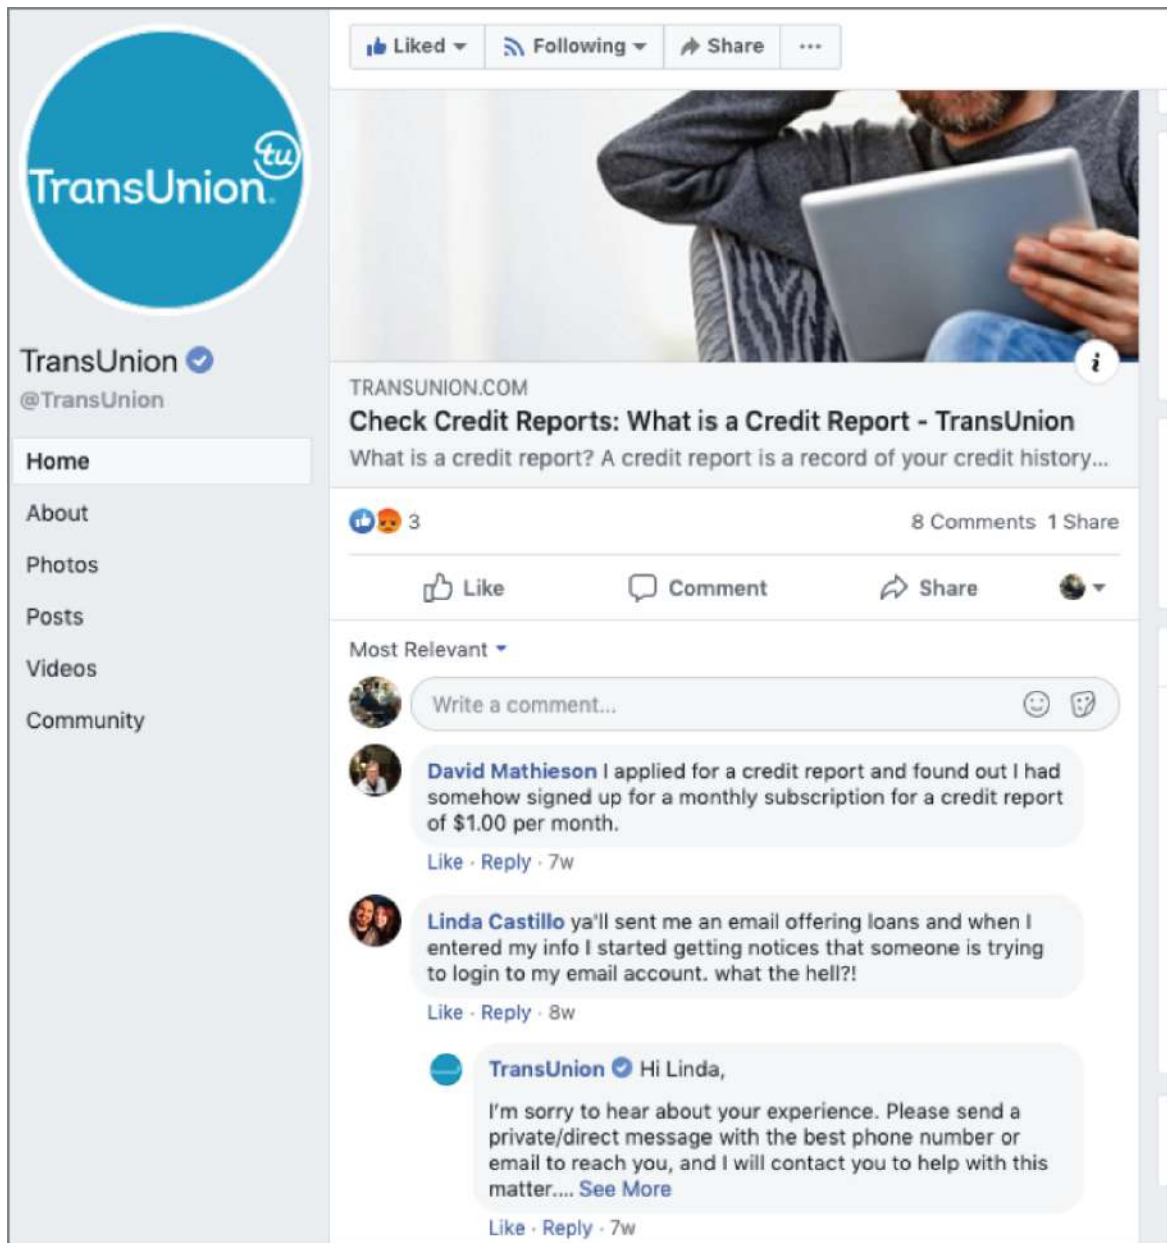 Liked
Following
Share
...
tu
TransUnion.
TransUnion
@TransUnion
Home
About
Photos
Posts
Videos
Community
i
TRANSUNION.COM
Check Credit Reports: What is a Credit Report - TransUnion
What is a credit report? A credit report is a record of your credit history...
3
8 Comments 1 Share
Like
Comment
Share
Most Relevant
Write a comment...
David Mathieson I applied for a credit report and found out I had
somehow signed up for a monthly subscription for a credit report
of $1.00 per month.
Like · Reply · 7w
Linda Castillo ya'll sent me an email offering loans and when I
entered my info I started getting notices that someone is trying
to login to my email account. what the hell?!
Like · Reply · 8w
TransUnion Hi Linda,
I'm sorry to hear about your experience. Please send a
private/direct message with the best phone number or
email to reach you, and I will contact you to help with this
matter.... See More
Like · Reply · 7w